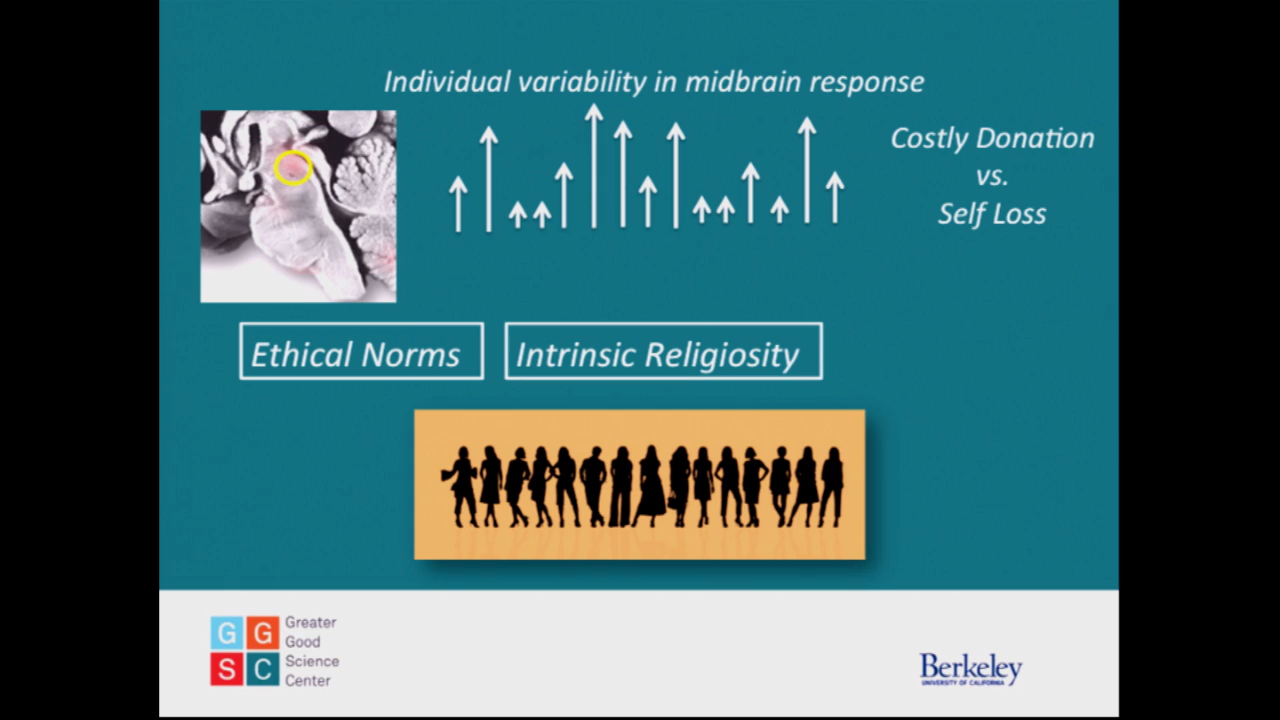 Individual variability in midbrain response
Costly Donation
vs.
Self Loss
Ethical Norms
Intrinsic Religiosity
G G
S C
Greater
Good
Science
Center
Berkeley
UNIVERSITY OF CALIFORNIA